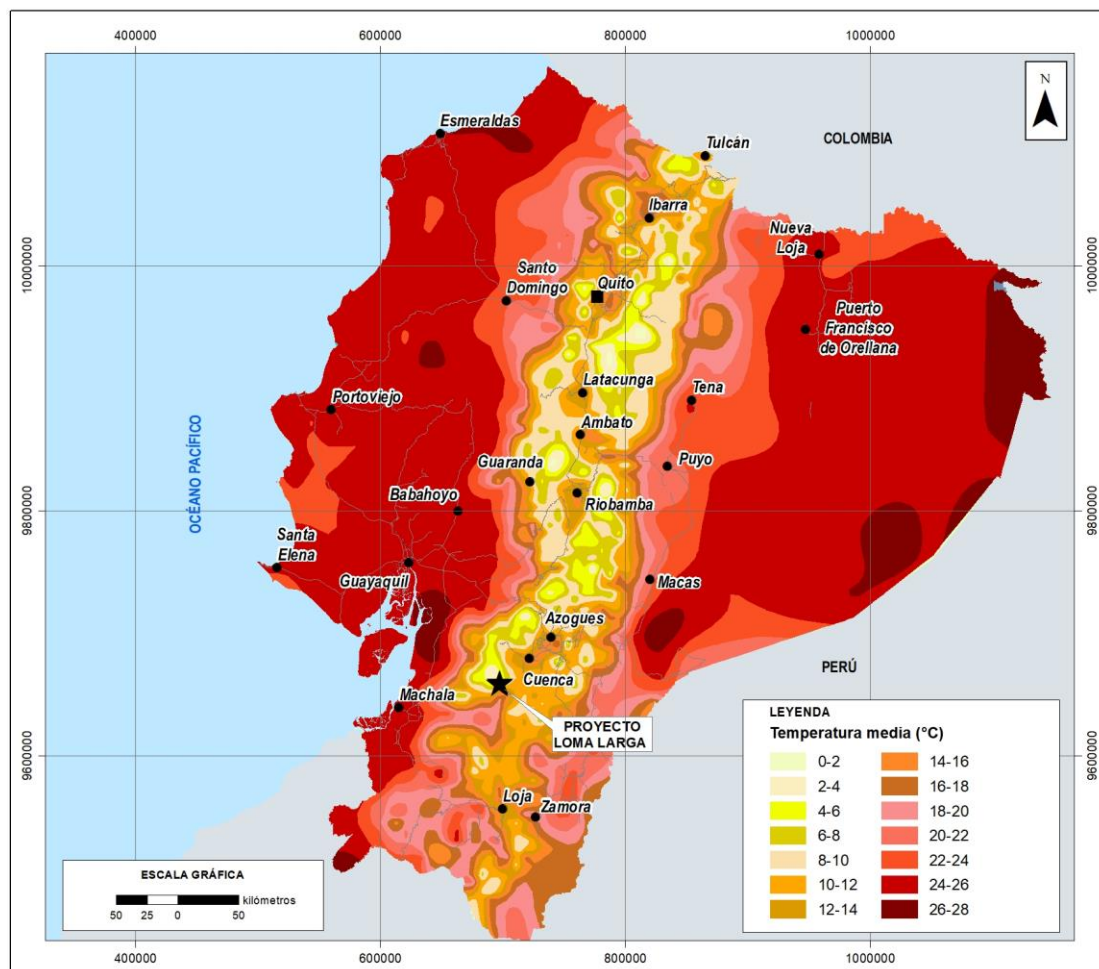 400000
600000
800000
1000000
N
Esmeraldas
Tulcán
COLOMBIA
Ibarra
Nueva
Loja
10000000
10000000
Santo
Domingo
Quito
Puerto
Francisco
de Orellana
Latacunga
Tena
Portoviejo
Ambato
OCÉANO PACÍFICO
Guaranda
Puyo
Babahoyo
Riobamba
9800000
9800000
Santa
Elena
Guayaquil
Macas
Azogues
Cuenca
PERÚ
Machala
PROYECTO
LOMA LARGA
9600000
9600000
Loja
Zamora
LEYENDA
Temperatura media (°C)
0-2
2-4
4-6
6-8
8-10
10-12
12-14
14-16
16-18
18-20
20-22
22-24
24-26
26-28
ESCALA GRÁFICA
50 25 0 50 kilómetros
400000
600000
800000
1000000